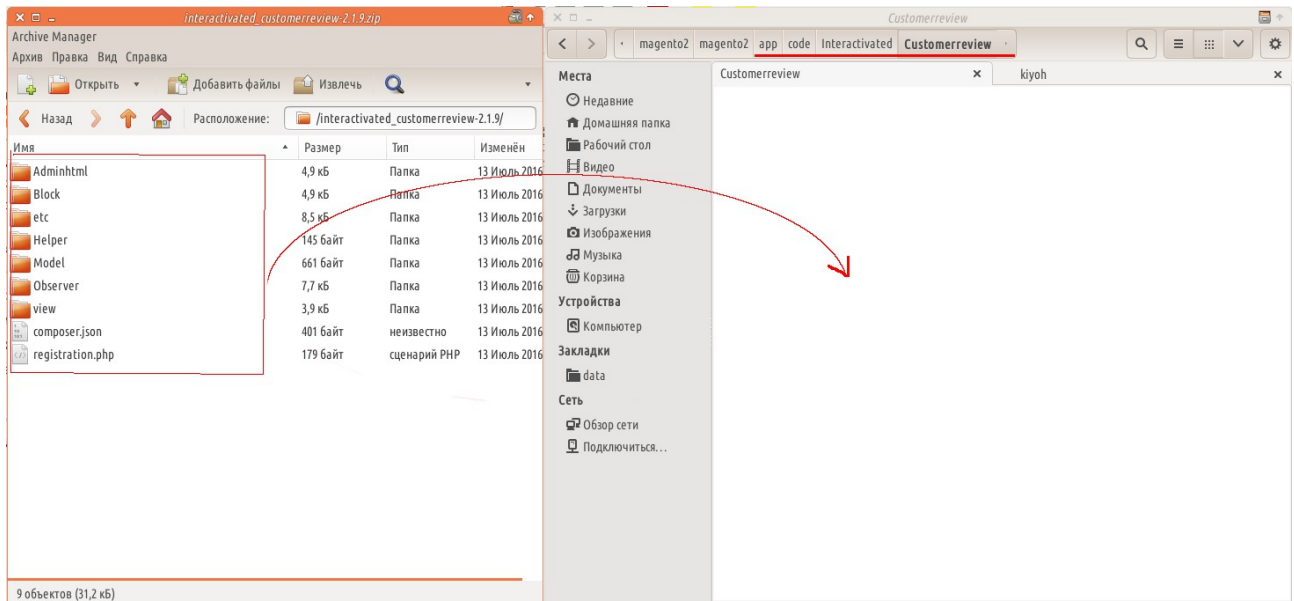 interactivated_customerreview-2.1.9.zip
Archive Manager
Архив Правка Вид Справка
Открыть Добавить файлы Извлечь
Назад Расположение: /interactivated_customerreview-2.1.9/
Имя Размер Тип Изменён
Adminhtml 4,9 кБ Папка 13 Июль 2016
Block 4,9 кБ Папка 13 Июль 2016
etc 8,5 кБ Папка 13 Июль 2016
Helper 145 байт Папка 13 Июль 2016
Model 661 байт Папка 13 Июль 2016
Observer 7,7 кБ Папка 13 Июль 2016
view 3,9 кБ Папка 13 Июль 2016
composer.json 401 байт неизвестно 13 Июль 2016
registration.php 179 байт сценарий PHP 13 Июль 2016
9 объектов (31,2 кБ)
Customerreview
magento2 magento2 app code Interactivated Customerreview
Customerreview kiyoh
Места
Недавние
Домашняя папка
Рабочий стол
Видео
Документы
Загрузки
Изображения
Музыка
Корзина
Устройства
Компьютер
Закладки
data
Сеть
Обзор сети
Подключиться...